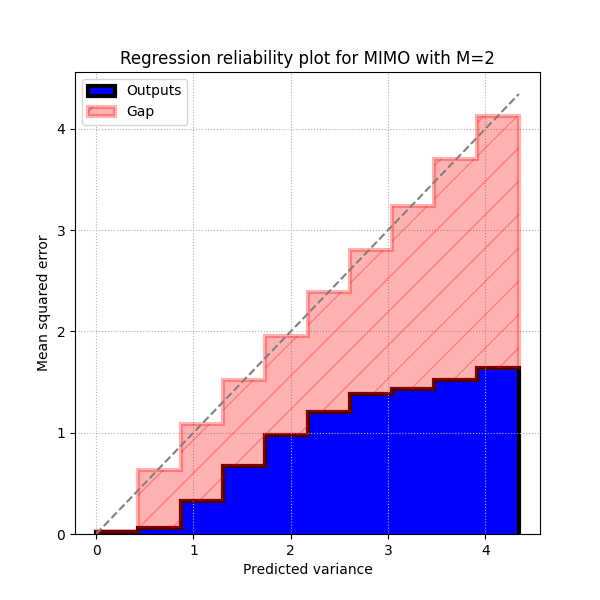 Regression reliability plot for MIMO with M=2
Outputs
Gap
Mean squared error
4
3
2
1
0
0 1 2 3 4
Predicted variance